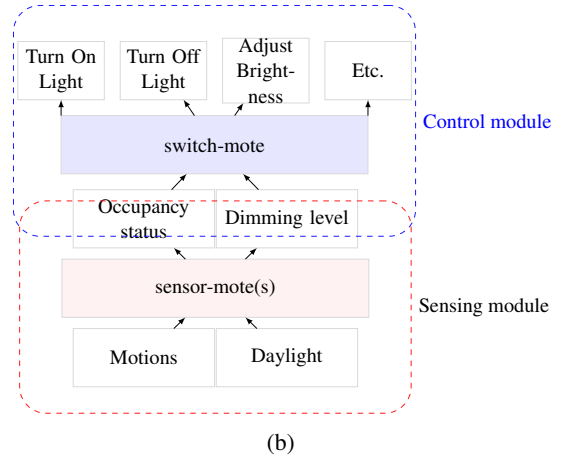 Turn On
Light
Turn Off
Light
Adjust
Bright-
ness
Etc.
Control module
switch-mote
Occupancy
status
Dimming level
sensor-mote(s)
Sensing module
Motions
Daylight
(b)